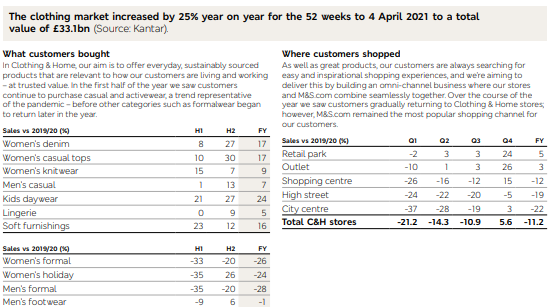 The clothing market increased by 25% year on year for the 52 weeks to 4 April 2021 to a total
value of £33.1bn (Source: Kantar).
What customers bought
In Clothing & Home, our aim is to offer everyday, sustainably sourced
products that are relevant to how our customers are living and working
– at trusted value. In the first half of the year we saw customers
continue to purchase casual and activewear, a trend representative
of the pandemic – before other categories such as formalwear began
to return later in the year.
Sales vs 2019/20 (%) H1 H2 FY
Women's denim 8 27 17
Women's casual tops 10 30 17
Women's knitwear 15 7 9
Men's casual 1 13 7
Kids daywear 21 27 24
Lingerie 0 9 5
Soft furnishings 23 12 16
Sales vs 2019/20 (%) H1 H2 FY
Women's formal -33 -20 -26
Women's holiday -35 26 -24
Men's formal -35 -20 -28
Men's footwear -9 6 -1
Where customers shopped
As well as great products, our customers are always searching for
easy and inspirational shopping experiences, and we're aiming to
deliver this by building an omni-channel business where our stores
and M&S.com combine seamlessly together. Over the course of the
year we saw customers gradually returning to Clothing & Home stores;
however, M&S.com remained the most popular shopping channel for
our customers.
Sales vs 2019/20 (%) Q1 Q2 Q3 Q4 FY
Retail park -2 3 3 24 5
Outlet -10 1 3 26 3
Shopping centre -26 -16 -12 15 -12
High street -24 -22 -20 -5 -19
City centre -37 -28 -19 3 -22
Total C&H stores -21.2 -14.3 -10.9 5.6 -11.2